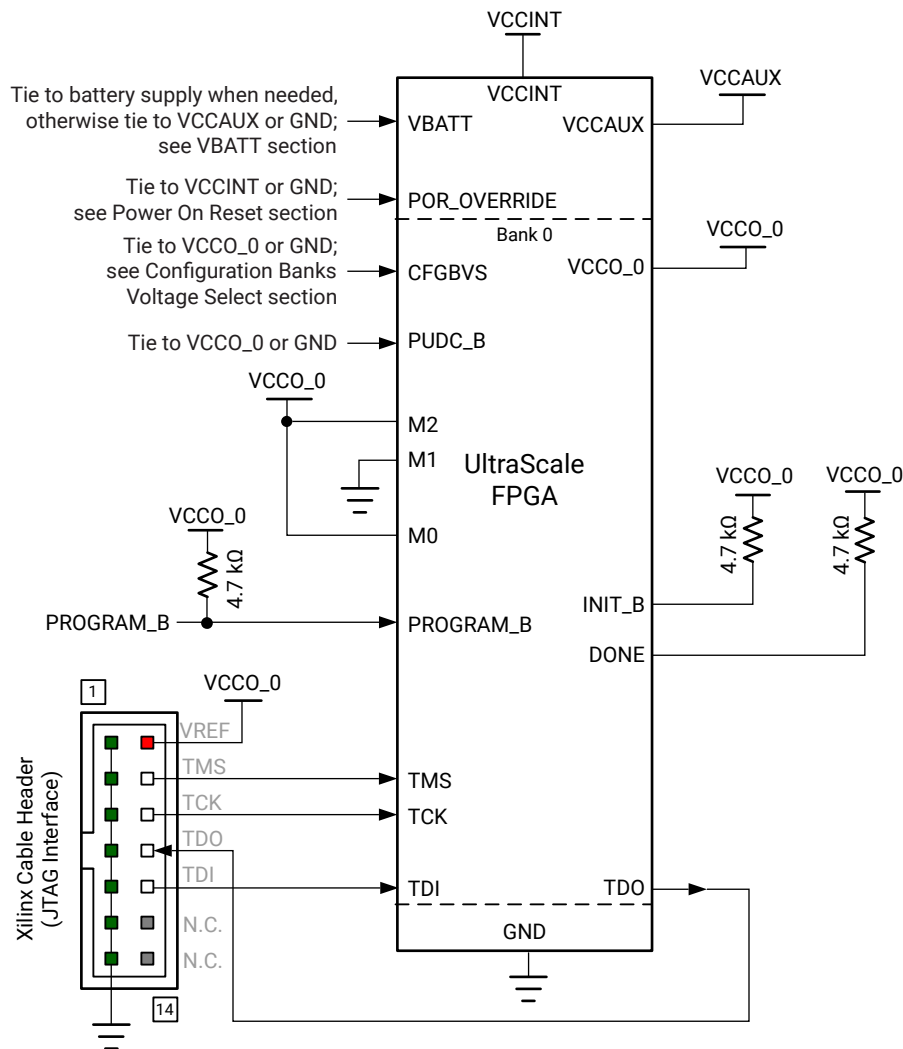 VCCINT
VCCINT
VCCAUX
Tie to battery supply when needed,
otherwise tie to VCCAUX or GND;
see VBATT section
VBATT
VCCAUX
Tie to VCCINT or GND;
see Power On Reset section
POR_OVERRIDE
Bank 0
VCCO_0
Tie to VCCO_0 or GND;
see Configuration Banks
Voltage Select section
CFGBVS
VCCO_0
Tie to VCCO_0 or GND
PUDC_B
VCCO_0
M2
M1
M0
UltraScale
FPGA
VCCO_0
4.7 kΩ
VCCO_0
4.7 kΩ
VCCO_0
4.7 kΩ
PROGRAM_B
PROGRAM_B
INIT_B
DONE
1
VCCO_0
Xilinx Cable Header
(JTAG Interface)
VREF
TMS
TCK
TDO
TDI
N.C.
N.C.
14
TMS
TCK
TDI
TDO
GND